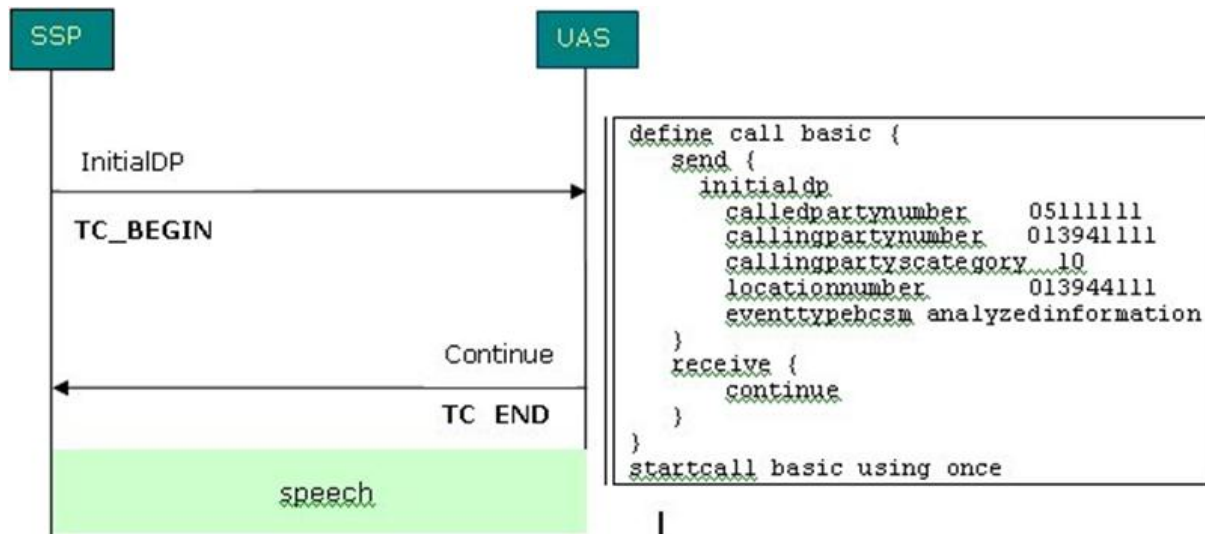 SSP
UAS
InitialDP
TC_BEGIN
Continue
TC END
speech
define call basic {
send {
initialdp
calledpartynumber 05111111
callingpartynumber 013941111
callingpartyscategory 10
locationnumber 013944111
eventtypebcsm analyzedinformation
}
receive {
continue
}
}
startcall basic using once